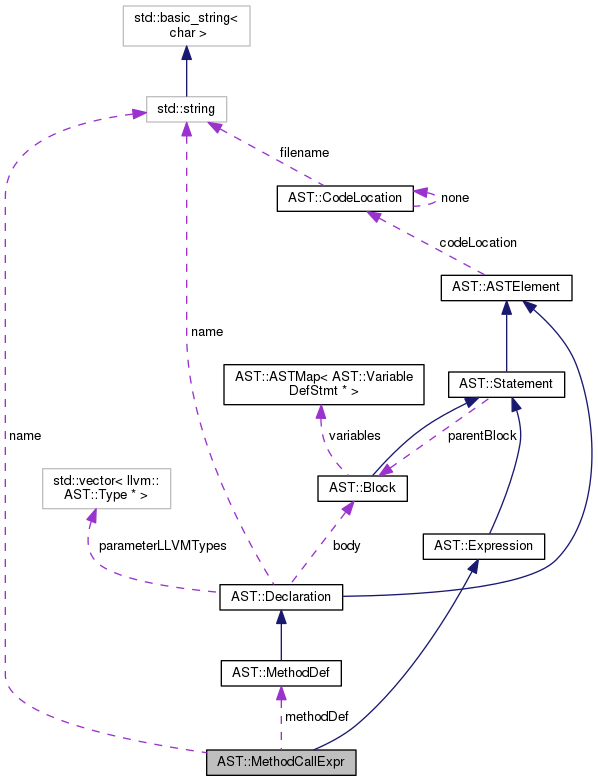 std::basic_string<
char >
std::string
filename
AST::CodeLocation
none
codeLocation
AST::ASTElement
name
AST::ASTMap< AST::Variable
DefStmt * >
AST::Statement
variables
parentBlock
name
std::vector< llvm::
AST::Type * >
AST::Block
parameterLLVMTypes
body
AST::Expression
AST::Declaration
AST::MethodDef
methodDef
AST::MethodCallExpr